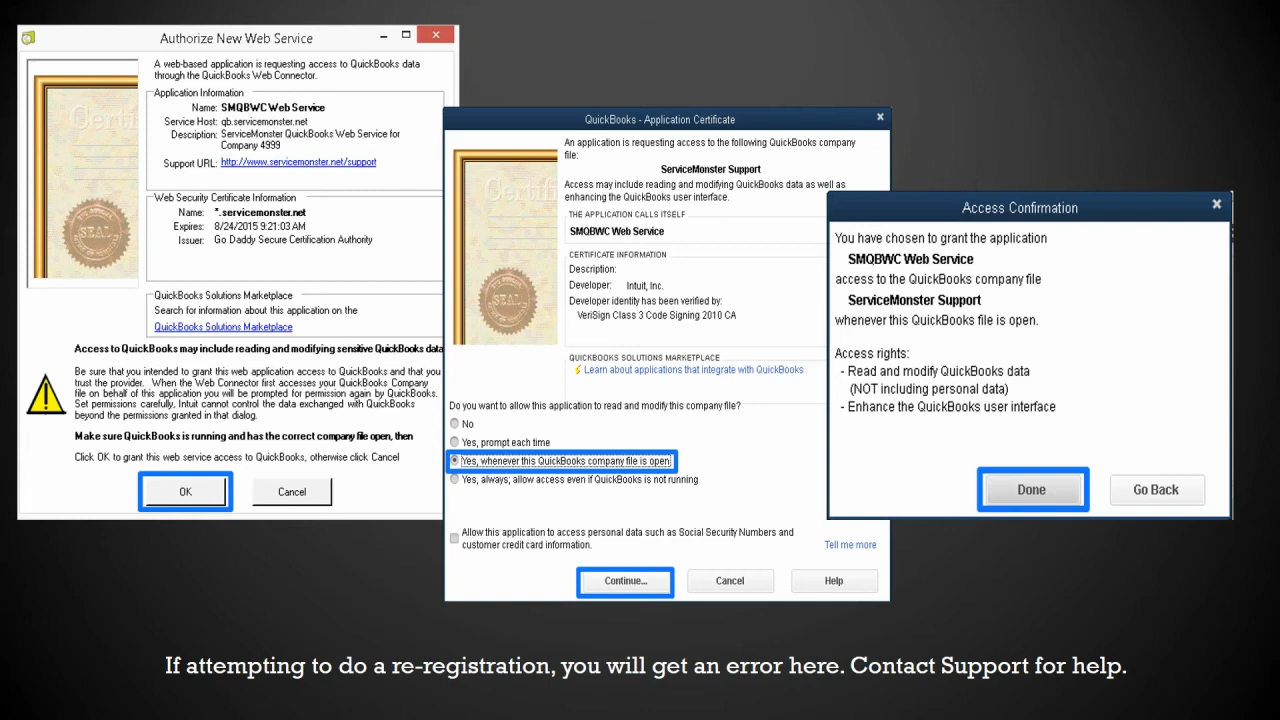 Authorize New Web Service
A web-based application is requesting access to QuickBooks data
through the QuickBooks Web Connector.
Application Information
Name: SMQBWC Web Service
Service Host: qb.servicemonster.net
Description: ServiceMonster QuickBooks Web Service for
Company 4999
Support URL: http://www.servicemonster.net/support
Web Security Certificate Information
Name: *.servicemonster.net
Expires: 8/24/2015 9:21:03 AM
Issuer: Go Daddy Secure Certification Authority
SEAL
QuickBooks Solutions Marketplace
Search for information about this application on the
QuickBooks Solutions Marketplace
Access to QuickBooks may include reading and modifying sensitive QuickBooks data
Be sure that you intended to grant this web application access to QuickBooks and that you
trust the provider. When the Web Connector first accesses your QuickBooks Company
file on behalf of this application you will be prompted for permission again by QuickBooks.
Set permissions carefully, Intuit cannot control the data exchanged with QuickBooks
beyond the permissions granted in that dialog.
Make sure QuickBooks is running and has the correct company file open, then
Click OK to grant this web service access to QuickBooks, otherwise click Cancel
OK
Cancel
QuickBooks - Application Certificate
An application is requesting access to the following QuickBooks company
file:
ServiceMonster Support
Access may include reading and modifying QuickBooks data as well as
enhancing the QuickBooks user interface.
THE APPLICATION CALLS ITSELF
SMQBWC Web Service
CERTIFICATE INFORMATION
Description:
Developer: Intuit, Inc.
Developer identity has been verified by:
VeriSign Class 3 Code Signing 2010 CA
SEAL
QUICKBOOKS SOLUTIONS MARKETPLACE
Learn about applications that integrate with QuickBooks
Do you want to allow this application to read and modify this company file?
No
Yes, prompt each time
Yes, whenever this QuickBooks company file is open
Yes, always; allow access even if QuickBooks is not running
Allow this application to access personal data such as Social Security Numbers and
customer credit card information.
Tell me more
Continue...
Cancel
Help
Access Confirmation
You have chosen to grant the application
SMQBWC Web Service
access to the QuickBooks company file
ServiceMonster Support
whenever this QuickBooks file is open.
Access rights:
- Read and modify QuickBooks data
(NOT including personal data)
- Enhance the QuickBooks user interface
Done
Go Back
If attempting to do a re-registration, you will get an error here. Contact Support for help.